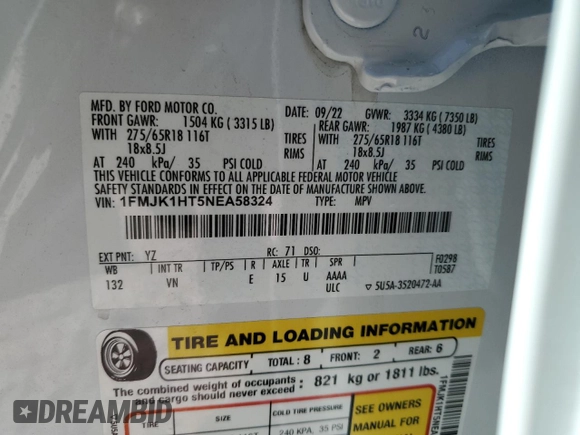 MFD. BY FORD MOTOR CO.
DATE: 09/22 GVWR: 3334 KG (7350 LB)
FRONT GAWR: 1504 KG (3315 LB)
REAR GAWR: 1987 KG (4380 LB)
WITH 275/65R18 116T TIRES
275/65R18 116T TIRES
18x8.5J RIMS
18x8.5J RIMS
AT 240 kPa/ 35 PSI COLD
AT 240 kPa/ 35 PSI COLD
THIS VEHICLE CONFORMS TO ALL APPLICABLE FEDERAL MOTOR VEHICLE
SAFETY STANDARDS IN EFFECT ON THE DATE OF MANUFACTURE SHOWN ABOVE.
VIN: 1FMJK1HT5NEA58324 TYPE: MPV
EXT PNT: YZ RC: 71 DSO:
WB INT TR TP/PS R AXLE TR SPR
132 VN E 15 U AAAA
ULC
F0298
T0587
5U5A-3520472-AA
TIRE AND LOADING INFORMATION
SEATING CAPACITY TOTAL: 8 FRONT: 2 REAR: 6
The combined weight of occupants
and cargo should never exceed : 821 kg or 1811 lbs.
TIRE SIZE COLD TIRE PRESSURE
SEE OWNERS
MANUAL FOR
240 KPA, 35 PSI
DREAMBID